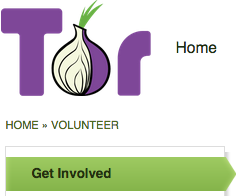 Tor
Home
HOME » VOLUNTEER
Get Involved